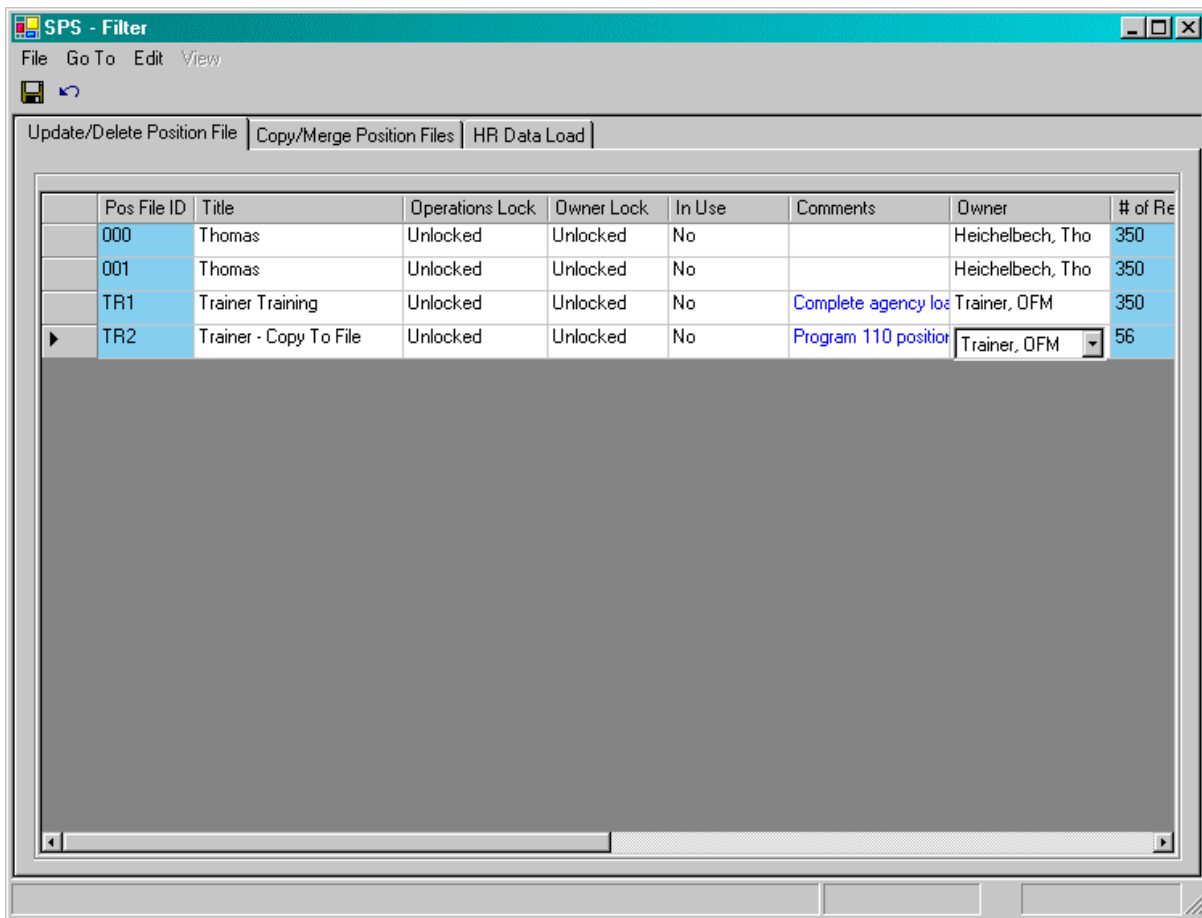 SPS - Filter
File Go To Edit View
Update/Delete Position File Copy/Merge Position Files HR Data Load
Pos File ID Title Operations Lock Owner Lock In Use Comments Owner # of Re
000 Thomas Unlocked Unlocked No Heichelbech, Tho 350
001 Thomas Unlocked Unlocked No Heichelbech, Tho 350
TR1 Trainer Training Unlocked Unlocked No Complete agency loa Trainer, OFM 350
TR2 Trainer - Copy To File Unlocked Unlocked No Program 110 position Trainer, OFM 56